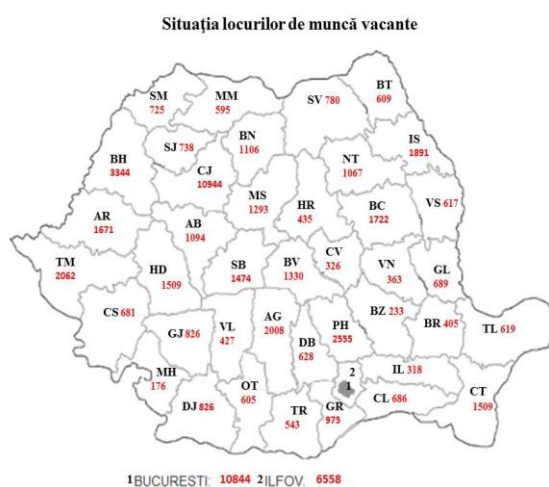 Situația locurilor de muncă vacante
SM
725
MM
595
SV 780
BT
609
SJ 738
BN
1106
IS
1891
BH
3344
CJ
10944
NT
1067
MS
1293
HR
435
BC
1722
VS 617
AR
1671
AB
1094
TM
2062
HD
1509
SB
1474
BV
1330
CV
326
VN
363
GL
689
CS 681
GJ 826
VL
427
AG
2008
DB
628
PH
2555
BZ 233
BR 405
TL 619
MH
176
DJ 826
OT
605
TR
543
GR
975
2
1
IL 318
CL 686
CT
1509
1 BUCURESTI: 10844 2 ILFOV: 6558